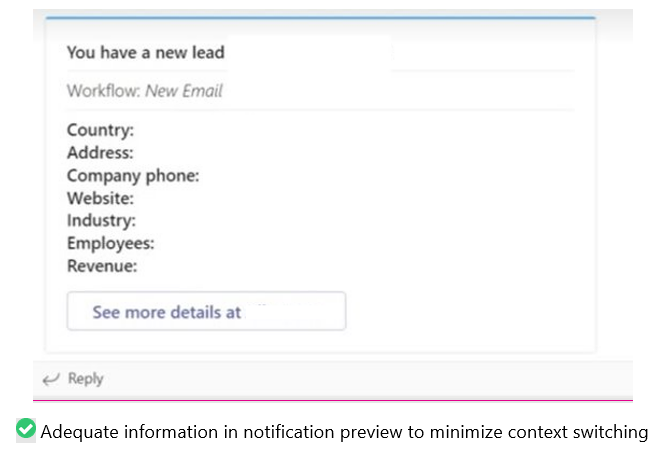 You have a new lead
Workflow: New Email
Country:
Address:
Company phone:
Website:
Industry:
Employees:
Revenue:
See more details at
Reply
Adequate information in notification preview to minimize context switching